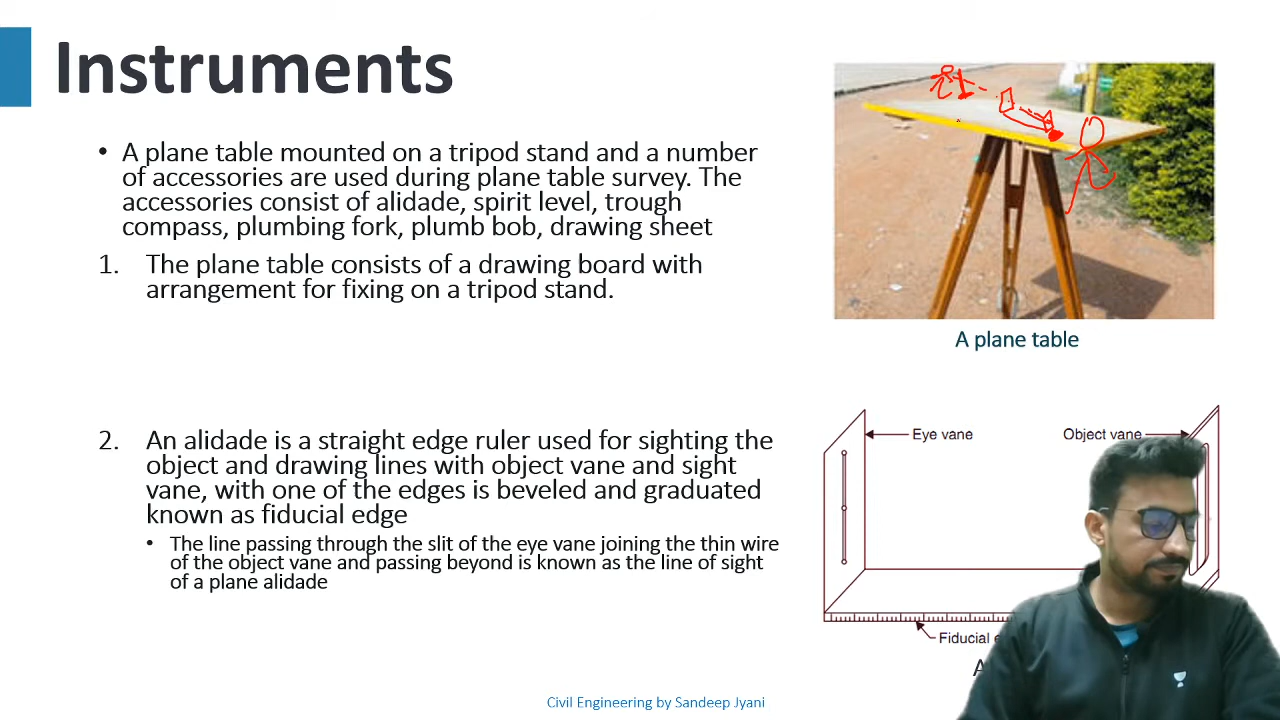 Instruments
• A plane table mounted on a tripod stand and a number
of accessories are used during plane table survey. The
accessories consist of alidade, spirit level, trough
compass, plumbing fork, plumb bob, drawing sheet
1. The plane table consists of a drawing board with
arrangement for fixing on a tripod stand.
A plane table
2. An alidade is a straight edge ruler used for sighting the
object and drawing lines with object vane and sight
vane, with one of the edges is beveled and graduated
known as fiducial edge
• The line passing through the slit of the eye vane joining the thin wire
of the object vane and passing beyond is known as the line of sight
of a plane alidade
Eye vane
Object vane
Fiducial
Civil Engineering by Sandeep Jyani